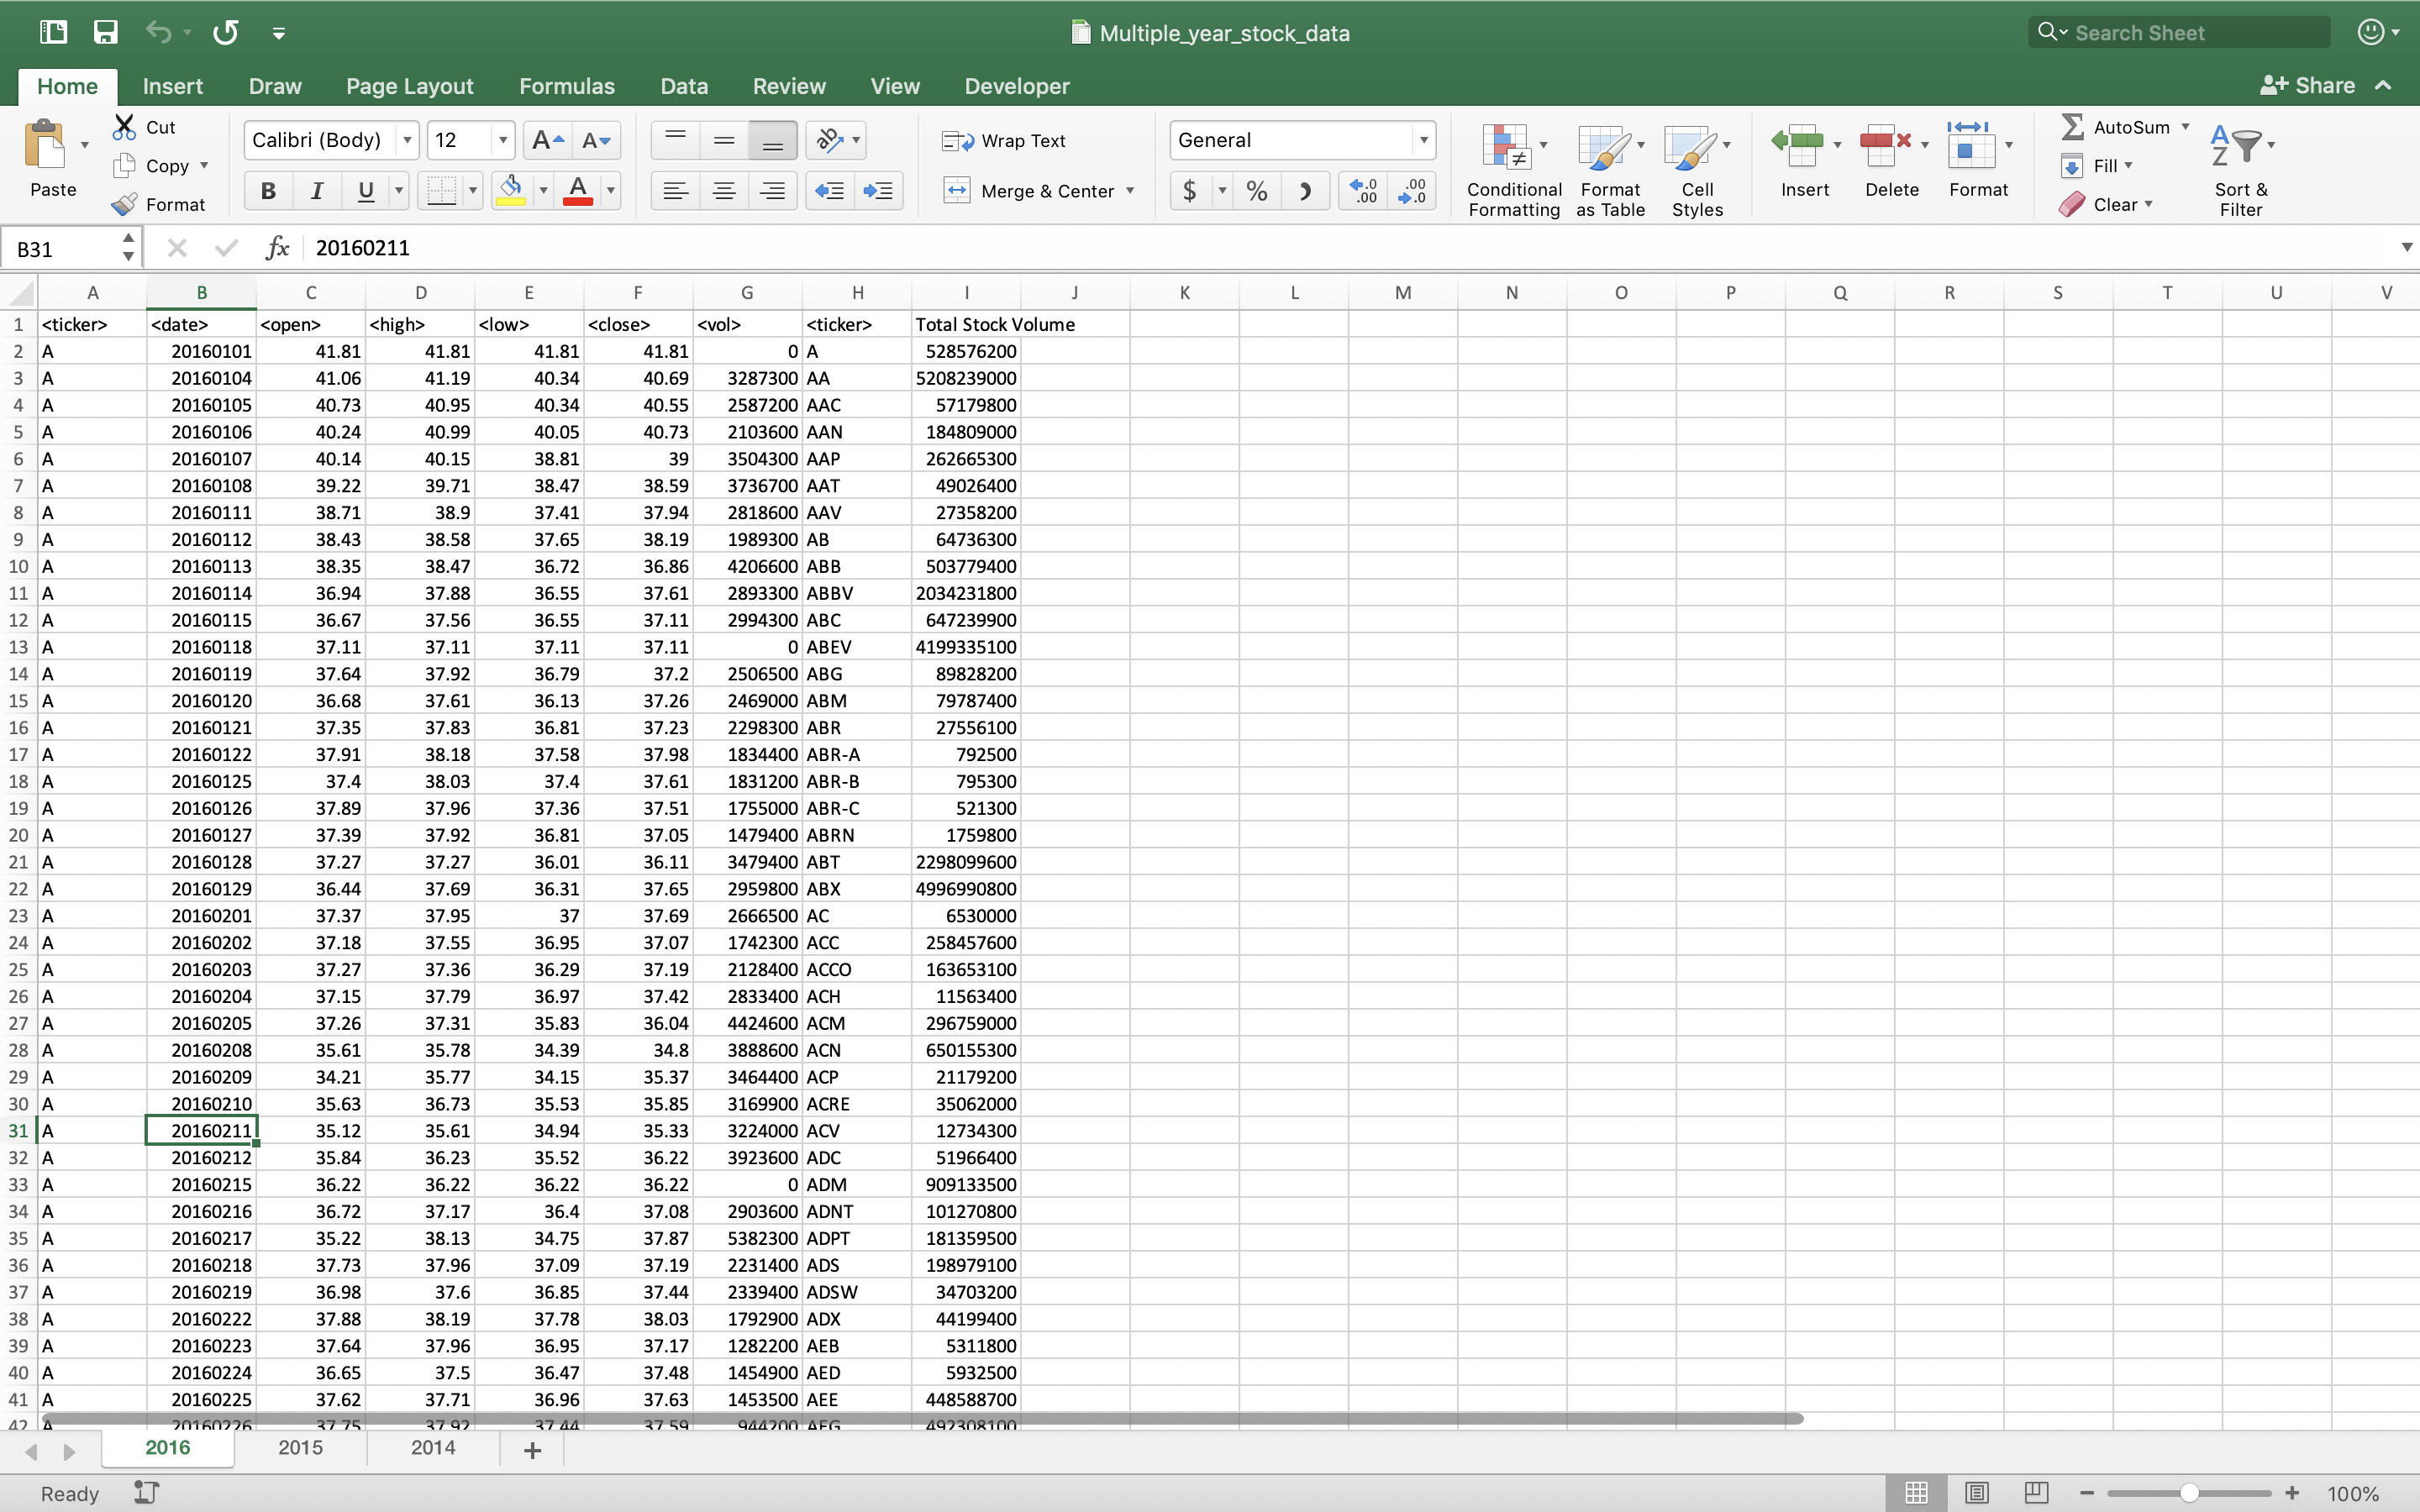 Multiple_year_stock_data
Search Sheet
Home Insert Draw Page Layout Formulas Data Review View Developer Share
Paste Cut Copy Format
Calibri (Body) 12 A A
B I U A
ab
Wrap Text
Merge & Center
General
$ % )
.0 .00 .00 .0
Conditional Formatting
Format as Table
Cell Styles
Insert Delete Format
AutoSum
Fill
Clear
A Z
Sort & Filter
B31 fx 20160211
A B C D E F G H I J K L M N O P Q R S T U V
1 <ticker> <date> <open> <high> <low> <close> <vol> <ticker> Total Stock Volume
2 A 20160101 41.81 41.81 41.81 41.81 0 A 528576200
3 A 20160104 41.06 41.19 40.34 40.69 3287300 AA 5208239000
4 A 20160105 40.73 40.95 40.34 40.55 2587200 AAC 57179800
5 A 20160106 40.24 40.99 40.05 40.73 2103600 AAN 184809000
6 A 20160107 40.14 40.15 38.81 39 3504300 AAP 262665300
7 A 20160108 39.22 39.71 38.47 38.59 3736700 AAT 49026400
8 A 20160111 38.71 38.9 37.41 37.94 2818600 AAV 27358200
9 A 20160112 38.43 38.58 37.65 38.19 1989300 AB 64736300
10 A 20160113 38.35 38.47 36.72 36.86 4206600 ABB 503779400
11 A 20160114 36.94 37.88 36.55 37.61 2893300 ABBV 2034231800
12 A 20160115 36.67 37.56 36.55 37.11 2994300 ABC 647239900
13 A 20160118 37.11 37.11 37.11 37.11 0 ABEV 4199335100
14 A 20160119 37.64 37.92 36.79 37.2 2506500 ABG 89828200
15 A 20160120 36.68 37.61 36.13 37.26 2469000 ABM 79787400
16 A 20160121 37.35 37.83 36.81 37.23 2298300 ABR 27556100
17 A 20160122 37.91 38.18 37.58 37.98 1834400 ABR-A 792500
18 A 20160125 37.4 38.03 37.4 37.61 1831200 ABR-B 795300
19 A 20160126 37.89 37.96 37.36 37.51 1755000 ABR-C 521300
20 A 20160127 37.39 37.92 36.81 37.05 1479400 ABRN 1759800
21 A 20160128 37.27 37.27 36.01 36.11 3479400 ABT 2298099600
22 A 20160129 36.44 37.69 36.31 37.65 2959800 ABX 4996990800
23 A 20160201 37.37 37.95 37 37.69 2666500 AC 6530000
24 A 20160202 37.18 37.55 36.95 37.07 1742300 ACC 258457600
25 A 20160203 37.27 37.36 36.29 37.19 2128400 ACCO 163653100
26 A 20160204 37.15 37.79 36.97 37.42 2833400 ACH 11563400
27 A 20160205 37.26 37.31 35.83 36.04 4424600 ACM 296759000
28 A 20160208 35.61 35.78 34.39 34.8 3888600 ACN 650155300
29 A 20160209 34.21 35.77 34.15 35.37 3464400 ACP 21179200
30 A 20160210 35.63 36.73 35.53 35.85 3169900 ACRE 35062000
31 A 20160211 35.12 35.61 34.94 35.33 3224000 ACV 12734300
32 A 20160212 35.84 36.23 35.52 36.22 3923600 ADC 51966400
33 A 20160215 36.22 36.22 36.22 36.22 0 ADM 909133500
34 A 20160216 36.72 37.17 36.4 37.08 2903600 ADNT 101270800
35 A 20160217 35.22 38.13 34.75 37.87 5382300 ADPT 181359500
36 A 20160218 37.73 37.96 37.09 37.19 2231400 ADS 198979100
37 A 20160219 36.98 37.6 36.85 37.44 2339400 ADSW 34703200
38 A 20160222 37.88 38.19 37.78 38.03 1792900 ADX 44199400
39 A 20160223 37.64 37.96 36.95 37.17 1282200 AEB 5311800
40 A 20160224 36.65 37.5 36.47 37.48 1454900 AED 5932500
41 A 20160225 37.62 37.71 36.96 37.63 1453500 AEE 448588700
42 A 20160226 37.75 37.92 37.44 37.59 944200 AEG 492308100
2016 2015 2014 +
Ready 100%